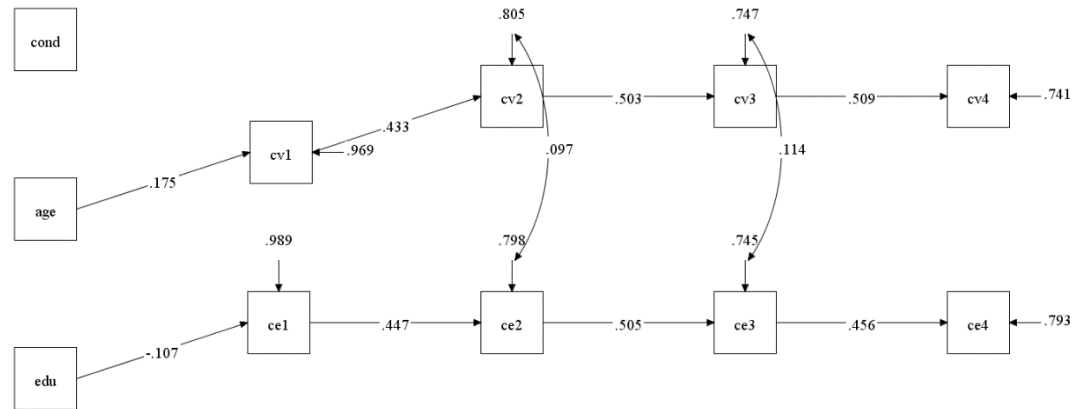 .805
.747
cond
cv2
.503
cv3
.509
cv4
.741
.433
cv1
.969
.097
.114
.175
age
.989
.798
.745
ce1
.447
ce2
.505
ce3
.456
ce4
.793
-.107
edu